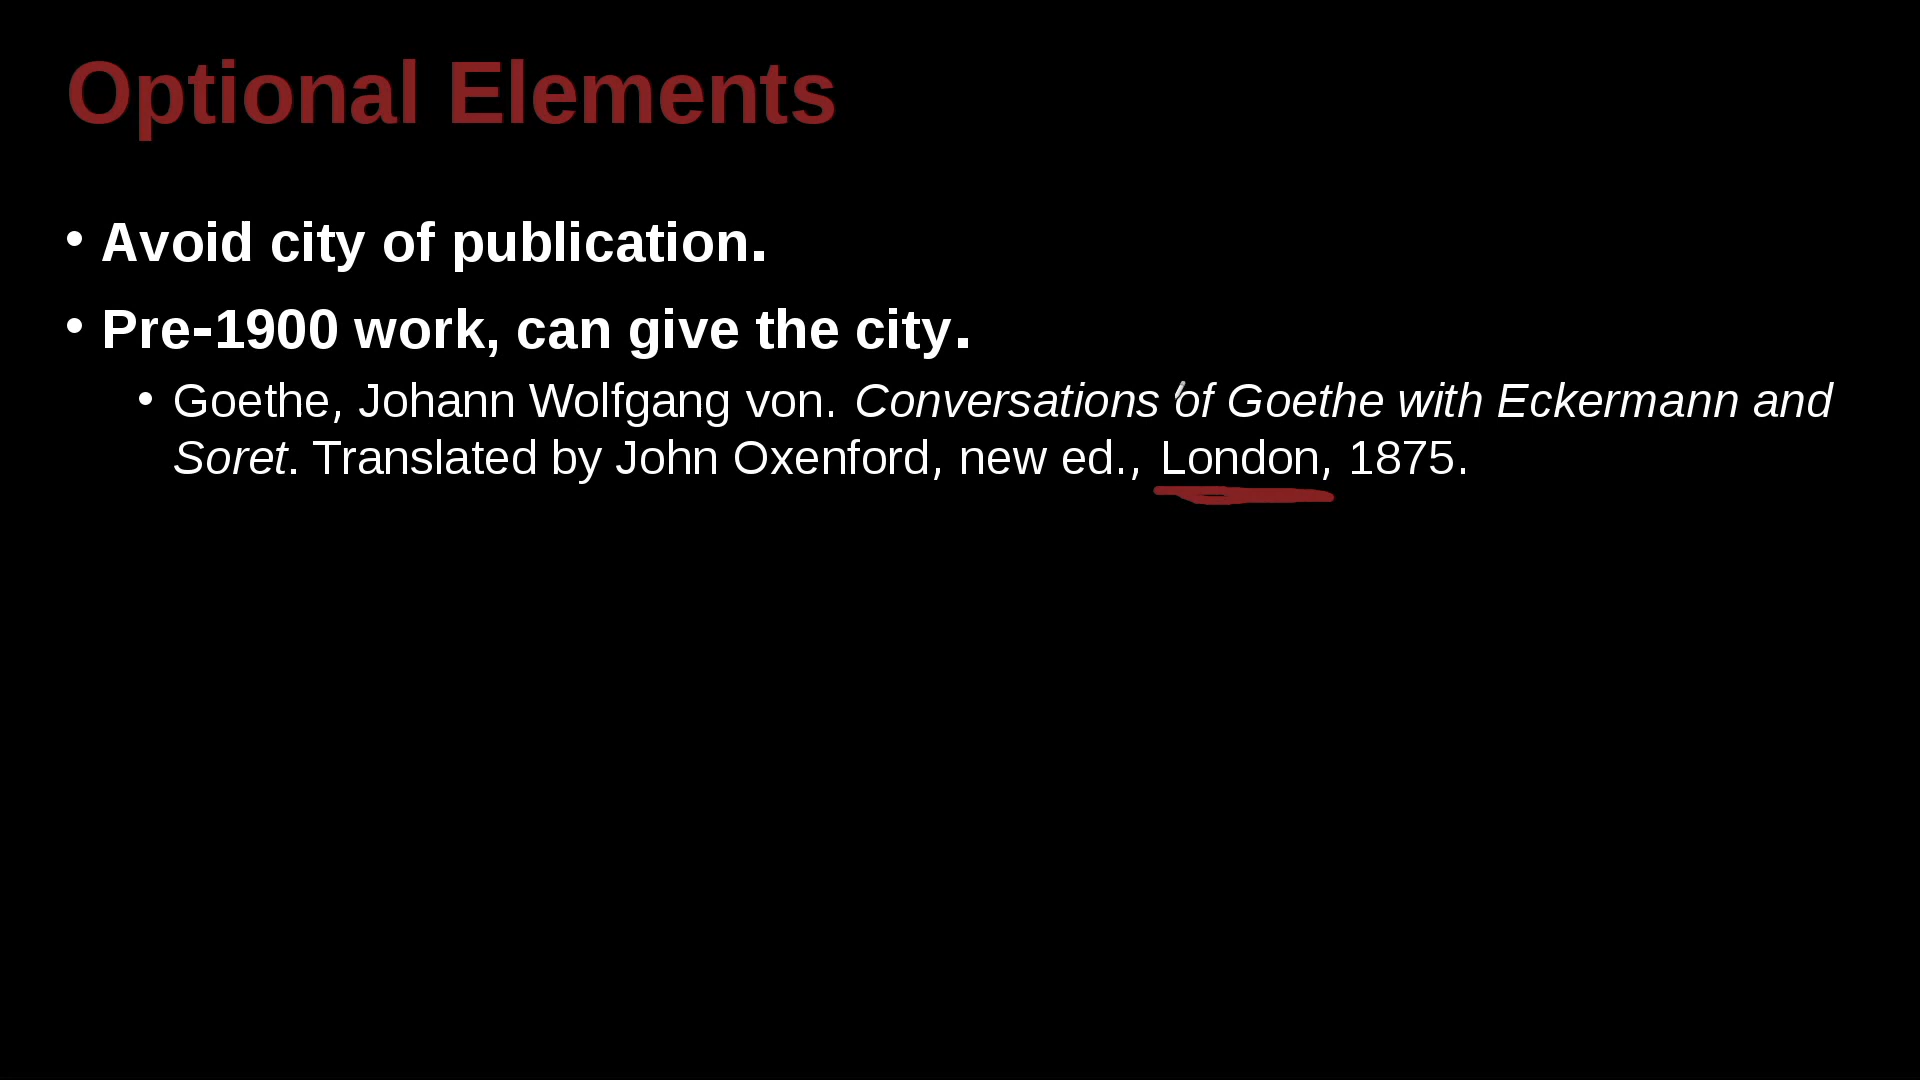 Optional Elements
• Avoid city of publication.
• Pre-1900 work, can give the city.
• Goethe, Johann Wolfgang von. Conversations of Goethe with Eckermann and
Soret. Translated by John Oxenford, new ed., London, 1875.